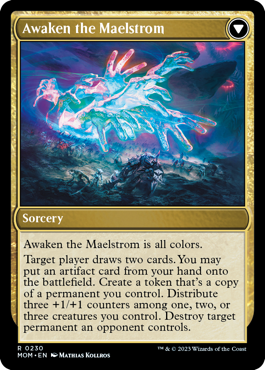 Awaken the Maelstrom
Sorcery
Awaken the Maelstrom is all colors.
Target player draws two cards. You may
put an artifact card from your hand onto
the battlefield. Create a token that's a copy
of a permanent you control. Distribute
three +1/+1 counters among one, two, or
three creatures you control. Destroy target
permanent an opponent controls.
R 0230
MOM • EN MATHIAS KOLLROS
™ & © 2023 Wizards of the Coast